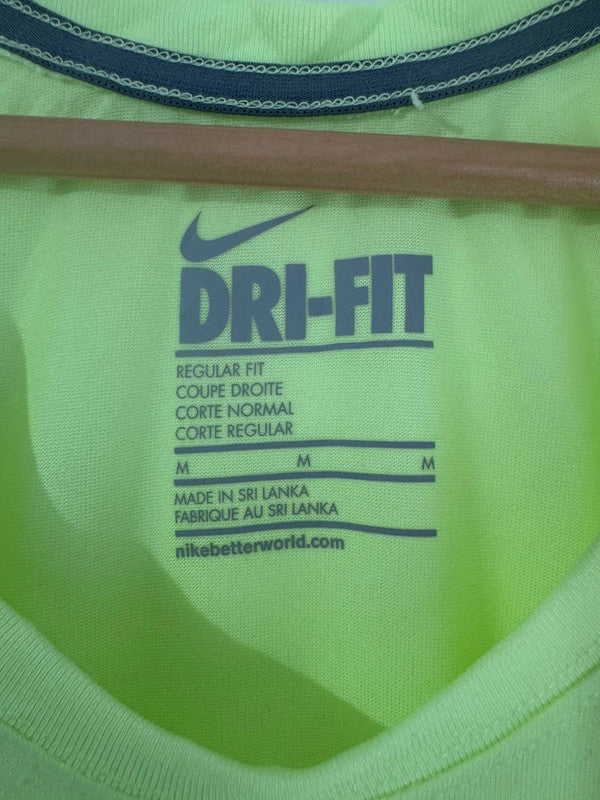 DRI-FIT
REGULAR FIT
COUPE DROITE
CORTE NORMAL
CORTE REGULAR
M M M
MADE IN SRI LANKA
FABRIQUE AU SRI LANKA
nikebetterworld.com